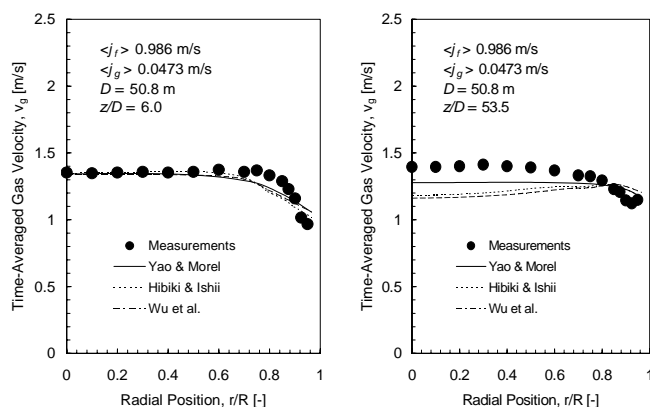 2.5
2
1.5
1
0.5
0
Time-Averaged Gas Velocity, vg [m/s]
<jf> 0.986 m/s
<jg> 0.0473 m/s
D = 50.8 m
z/D = 6.0
Measurements
Yao & Morel
Hibiki & Ishii
Wu et al.
0 0.2 0.4 0.6 0.8 1
Radial Position, r/R [-]
2.5
2
1.5
1
0.5
0
Time-Averaged Gas Velocity, vg [m/s]
<jf> 0.986 m/s
<jg> 0.0473 m/s
D = 50.8 m
z/D = 53.5
Measurements
Yao & Morel
Hibiki & Ishii
Wu et al.
0 0.2 0.4 0.6 0.8 1
Radial Position, r/R [-]